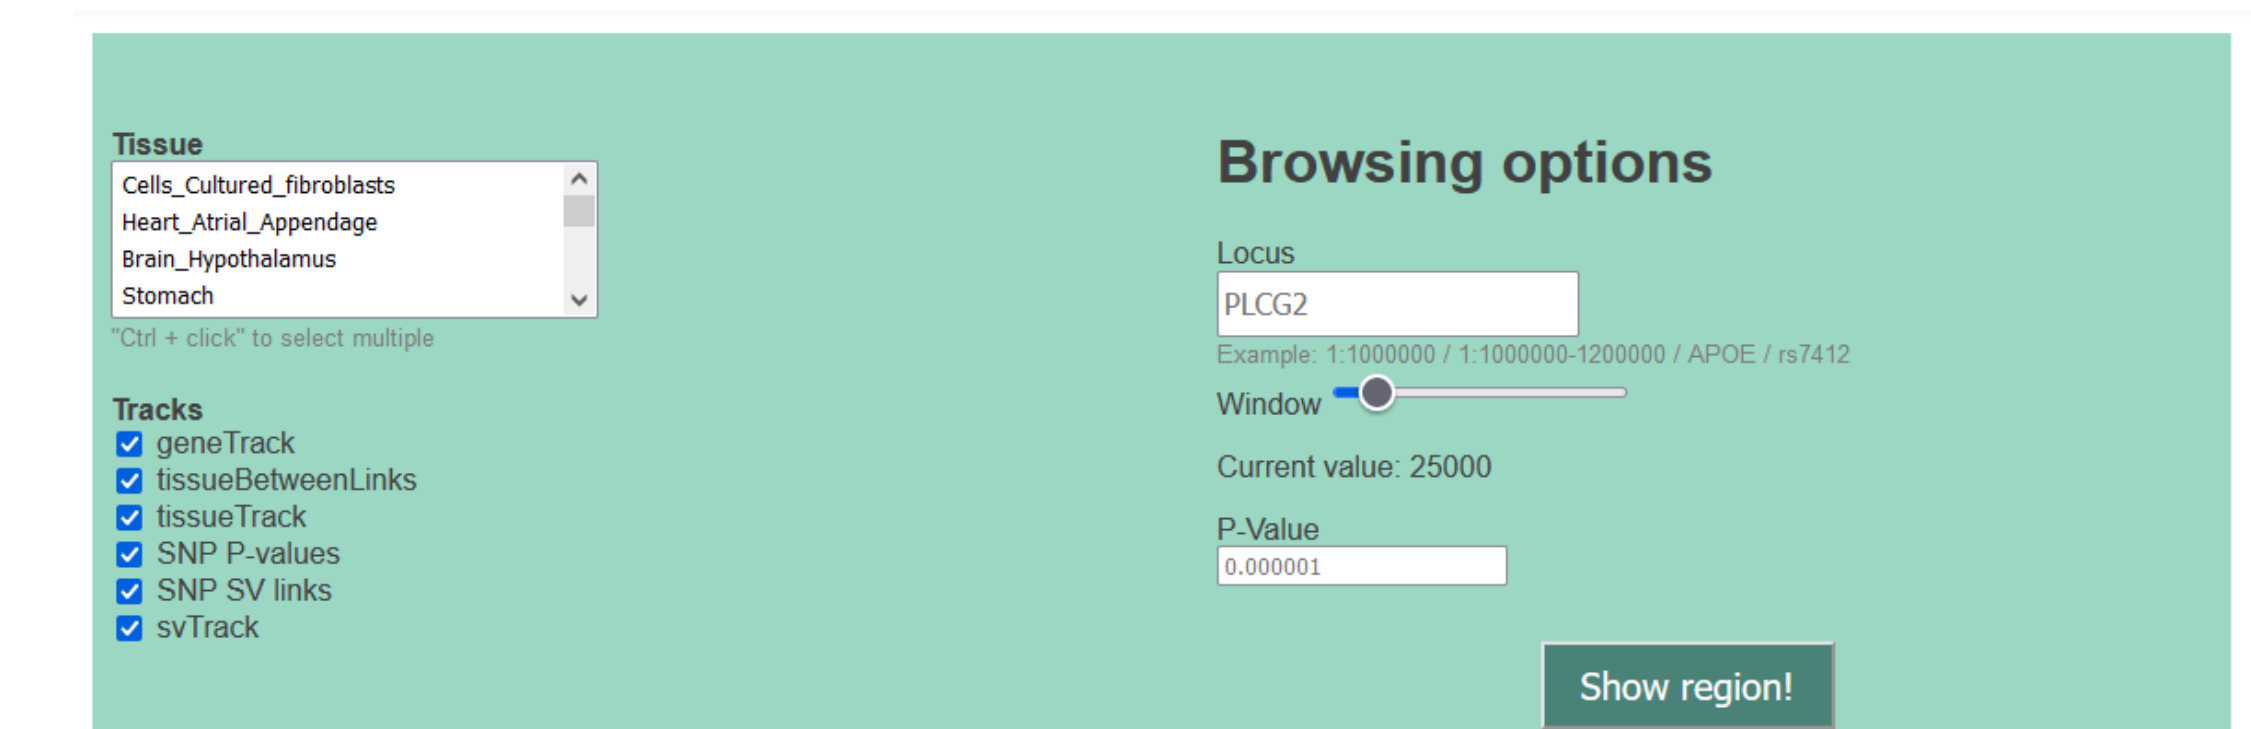 Tissue
Cells_Cultured_fibroblasts
Heart_Atrial_Appendage
Brain_Hypothalamus
Stomach
"Ctrl + click" to select multiple
Tracks
geneTrack
tissueBetweenLinks
tissueTrack
SNP P-values
SNP SV links
svTrack
Browsing options
Locus
PLCG2
Example: 1:1000000 / 1:1000000-1200000 / APOE / rs7412
Window
Current value: 25000
P-Value
0.000001
Show region!